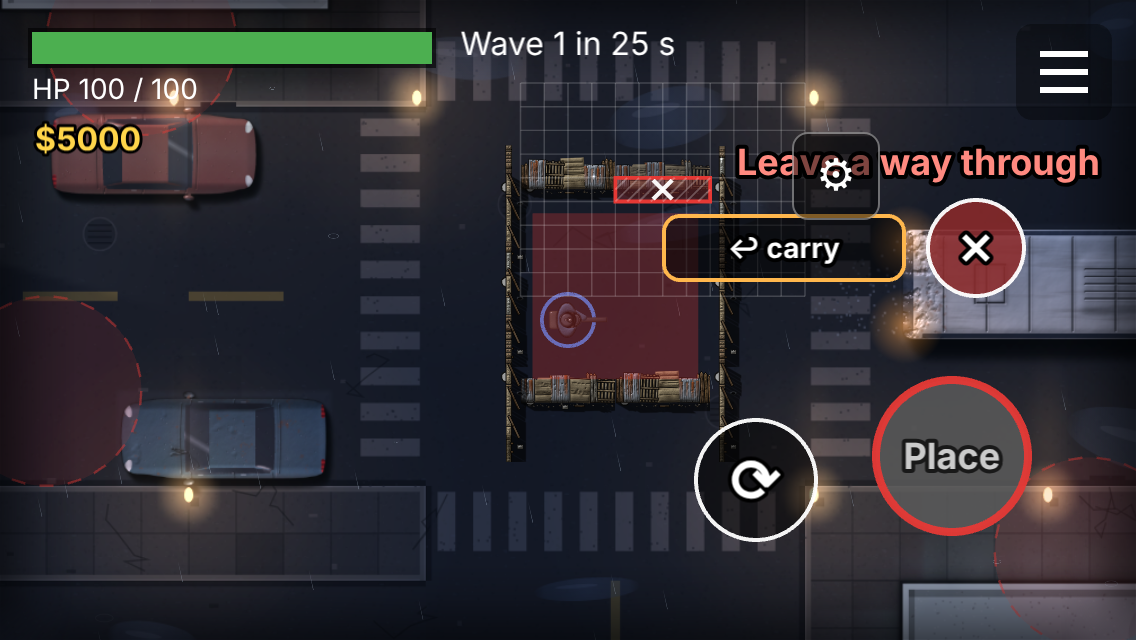 Wave 1 in 25 s
HP 100 / 100
$5000
Leave a way through
↩ carry
Place